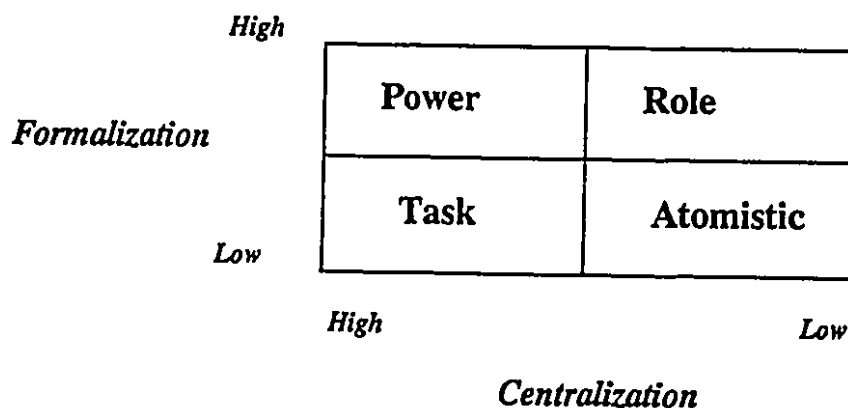 High
Power Role
Formalization
Task Atomistic
Low
High Low
Centralization